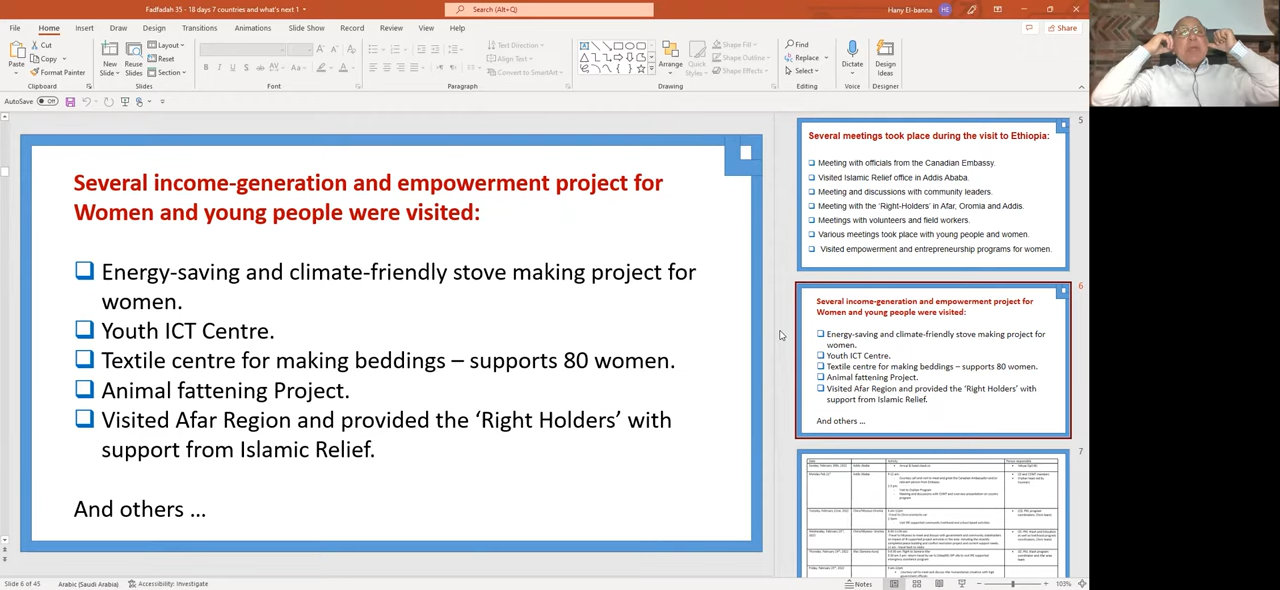 Fadfadah 35 - 18 days 7 countries and what's next 1
Search (Alt+Q)
Hany El-banna
HE
File
Home
Insert
Draw
Design
Transitions
Animations
Slide Show
Record
Review
View
Help
Share
Paste
Cut
Copy
Format Painter
Clipboard
New
Slide
Reuse
Slides
Layout
Reset
Section
Slides
Font
Text Direction
Align Text
Convert to SmartArt
Paragraph
Arrange
Quick
Styles
Shape Fill
Shape Outline
Shape Effects
Drawing
Find
Replace
Select
Editing
Dictate
Voice
Design
Ideas
Designer
AutoSave
Off
Several income-generation and empowerment project for
Women and young people were visited:
Energy-saving and climate-friendly stove making project for
women.
Youth ICT Centre.
Textile centre for making beddings – supports 80 women.
Animal fattening Project.
Visited Afar Region and provided the ‘Right Holders’ with
support from Islamic Relief.
And others ...
5
Several meetings took place during the visit to Ethiopia:
Meeting with officials from the Canadian Embassy.
Visited Islamic Relief office in Addis Ababa.
Meeting and discussions with community leaders.
Meeting with the ‘Right-Holders’ in Afar, Oromia and Addis.
Meetings with volunteers and field workers.
Various meetings took place with young people and women.
Visited empowerment and entrepreneurship programs for women.
6
Several income-generation and empowerment project for
Women and young people were visited:
Energy-saving and climate-friendly stove making project for
women.
Youth ICT Centre.
Textile centre for making beddings – supports 80 women.
Animal fattening Project.
Visited Afar Region and provided the ‘Right Holders’ with
support from Islamic Relief.
And others ...
7
Slide 6 of 45
Arabic (Saudi Arabia)
Accessibility: Investigate
Notes
103%